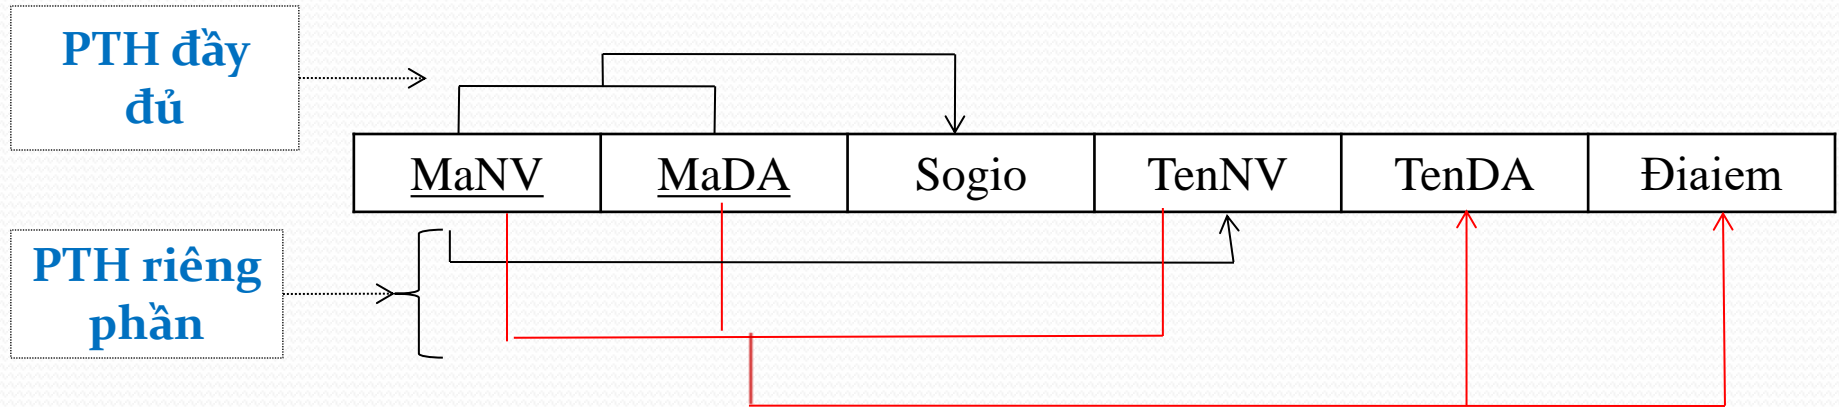 PTH đầy
đủ
MaNV MaDA Sogio TenNV TenDA Điaiem
PTH riêng
phần